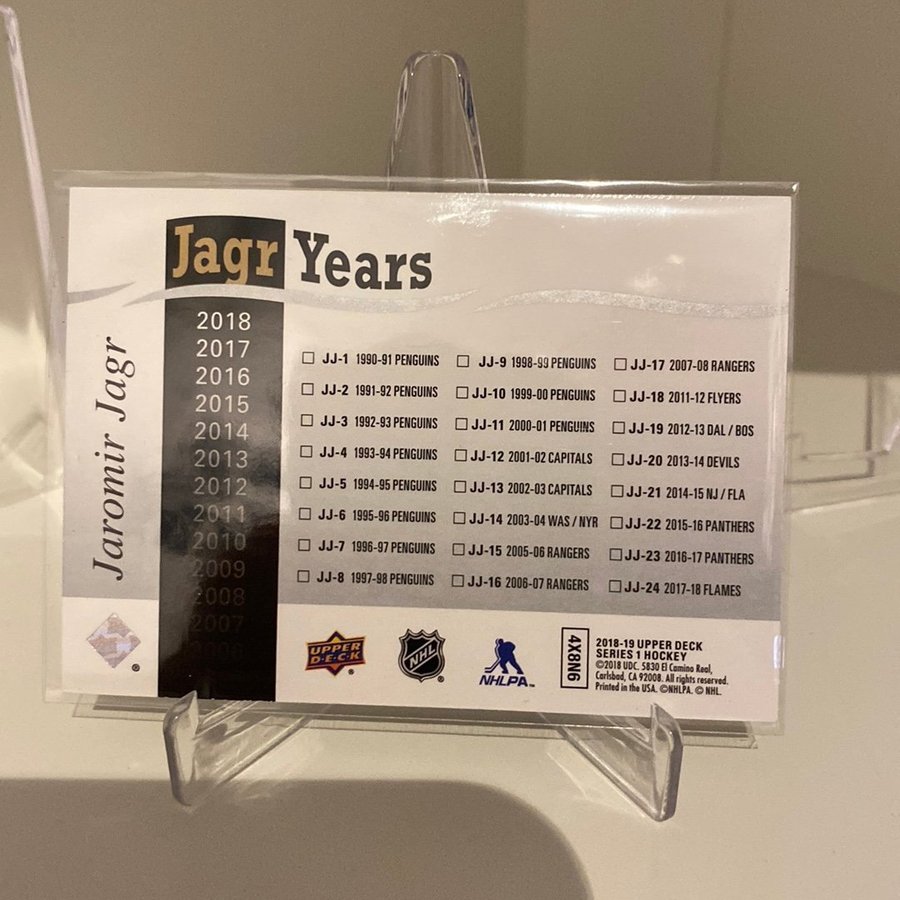 Jagr Years
Jaromir Jagr
2018
2017
2016
2015
2014
2013
2012
2011
2010
2009
2008
2007
2006
JJ-1 1990-91 PENGUINS
JJ-2 1991-92 PENGUINS
JJ-3 1992-93 PENGUINS
JJ-4 1993-94 PENGUINS
JJ-5 1994-95 PENGUINS
JJ-6 1995-96 PENGUINS
JJ-7 1996-97 PENGUINS
JJ-8 1997-98 PENGUINS
JJ-9 1998-99 PENGUINS
JJ-10 1999-00 PENGUINS
JJ-11 2000-01 PENGUINS
JJ-12 2001-02 CAPITALS
JJ-13 2002-03 CAPITALS
JJ-14 2003-04 WAS / NYR
JJ-15 2005-06 RANGERS
JJ-16 2006-07 RANGERS
JJ-17 2007-08 RANGERS
JJ-18 2011-12 FLYERS
JJ-19 2012-13 DAL / BOS
JJ-20 2013-14 DEVILS
JJ-21 2014-15 NJ / FLA
JJ-22 2015-16 PANTHERS
JJ-23 2016-17 PANTHERS
JJ-24 2017-18 FLAMES
®
UPPER
D·E·C·K
®
NHL
NHLPA™
4X8N6
2018-19 UPPER DECK
SERIES 1 HOCKEY
©2018 UDC. 5830 El Camino Real,
Carlsbad, CA 92008. All rights reserved.
Printed in the USA. ©NHLPA. © NHL.